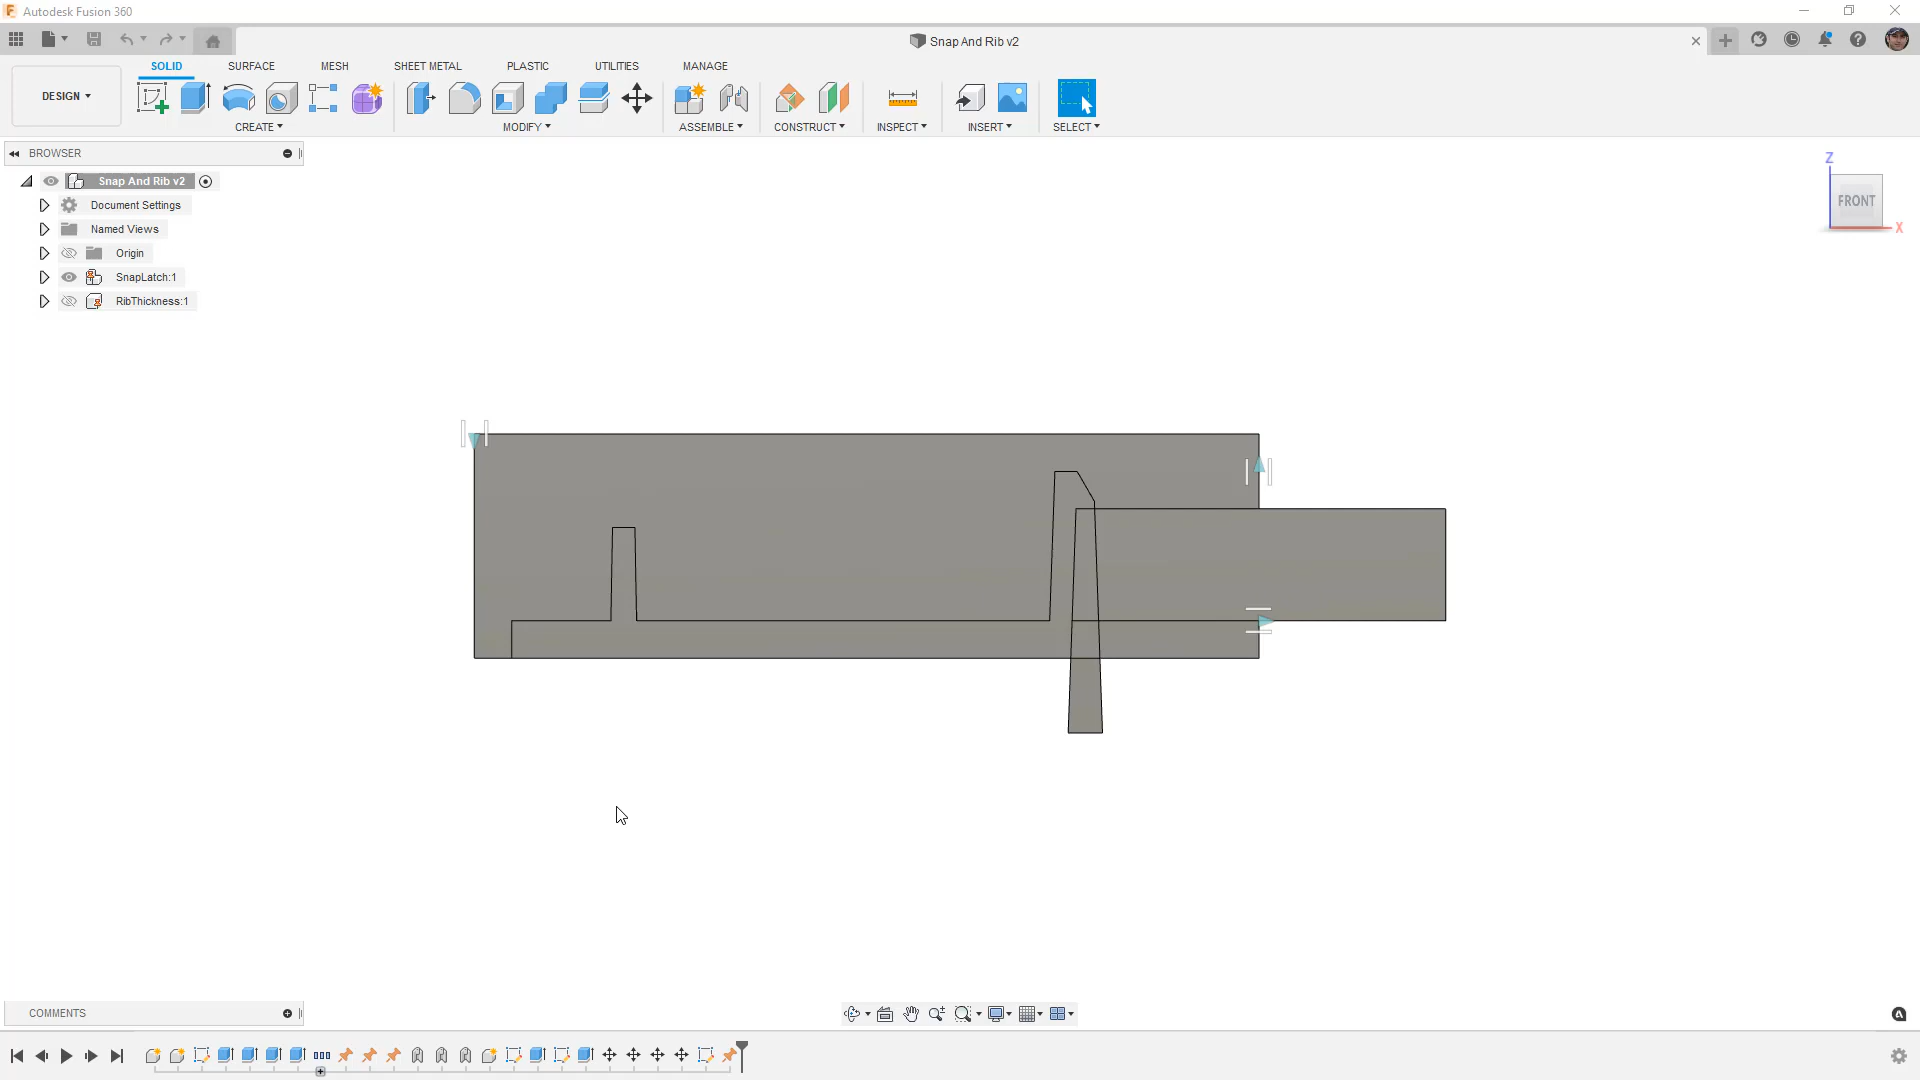 Autodesk Fusion 360
Snap And Rib v2
SOLID
SURFACE
MESH
SHEET METAL
PLASTIC
UTILITIES
MANAGE
DESIGN
CREATE
MODIFY
ASSEMBLE
CONSTRUCT
INSPECT
INSERT
SELECT
BROWSER
Snap And Rib v2
Document Settings
Named Views
Origin
SnapLatch:1
RibThickness:1
Z
FRONT
X
COMMENTS